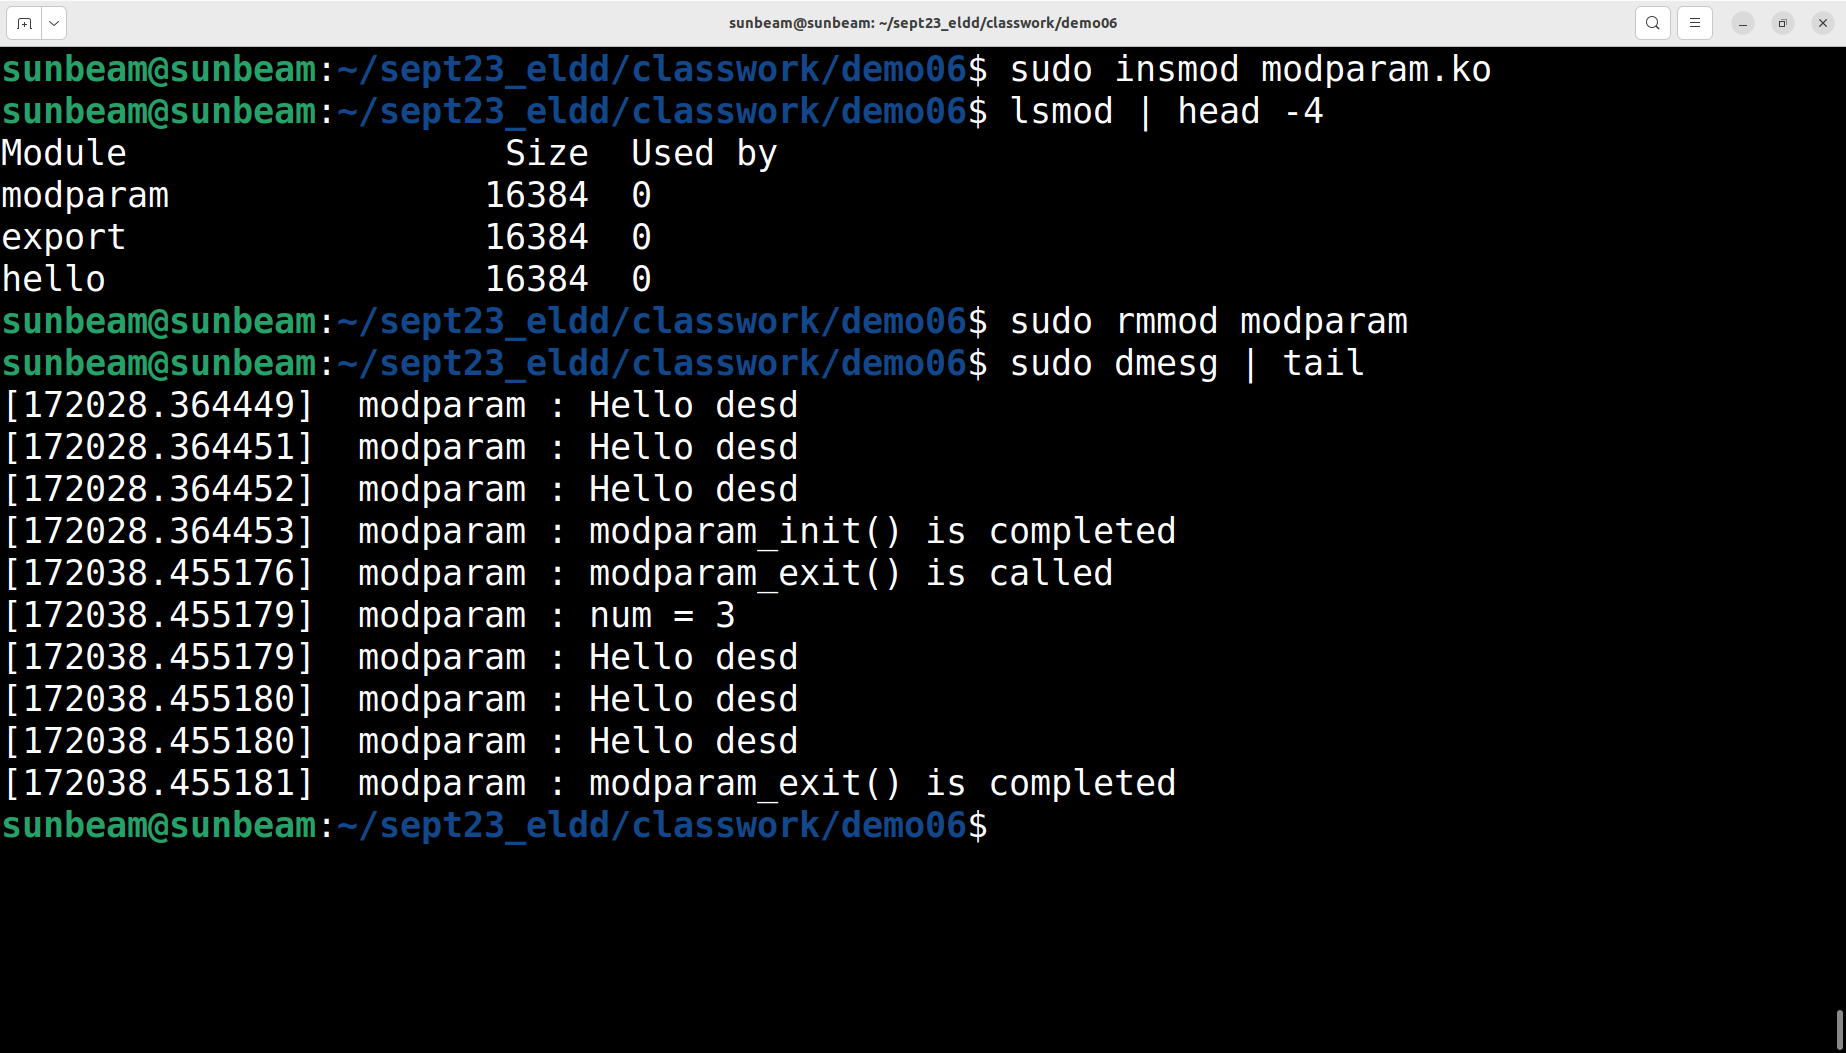 sunbeam@sunbeam: ~/sept23_eldd/classwork/demo06
sunbeam@sunbeam:~/sept23_eldd/classwork/demo06$ sudo insmod modparam.ko
sunbeam@sunbeam:~/sept23_eldd/classwork/demo06$ lsmod | head -4
Module                  Size  Used by
modparam               16384  0
export                 16384  0
hello                  16384  0
sunbeam@sunbeam:~/sept23_eldd/classwork/demo06$ sudo rmmod modparam
sunbeam@sunbeam:~/sept23_eldd/classwork/demo06$ sudo dmesg | tail
[172028.364449]  modparam : Hello desd
[172028.364451]  modparam : Hello desd
[172028.364452]  modparam : Hello desd
[172028.364453]  modparam : modparam_init() is completed
[172038.455176]  modparam : modparam_exit() is called
[172038.455179]  modparam : num = 3
[172038.455179]  modparam : Hello desd
[172038.455180]  modparam : Hello desd
[172038.455180]  modparam : Hello desd
[172038.455181]  modparam : modparam_exit() is completed
sunbeam@sunbeam:~/sept23_eldd/classwork/demo06$